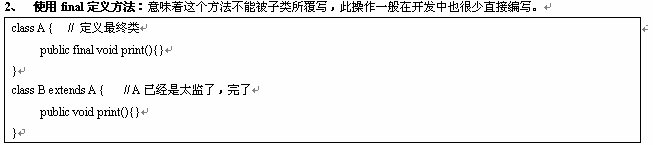 2、 使用 final 定义方法：意味着这个方法不能被子类所覆写，此操作一般在开发中也很少直接编写。
class A { // 定义最终类
public final void print(){}
}
class B extends A { // A 已经是太监了，完了
public void print(){}
}